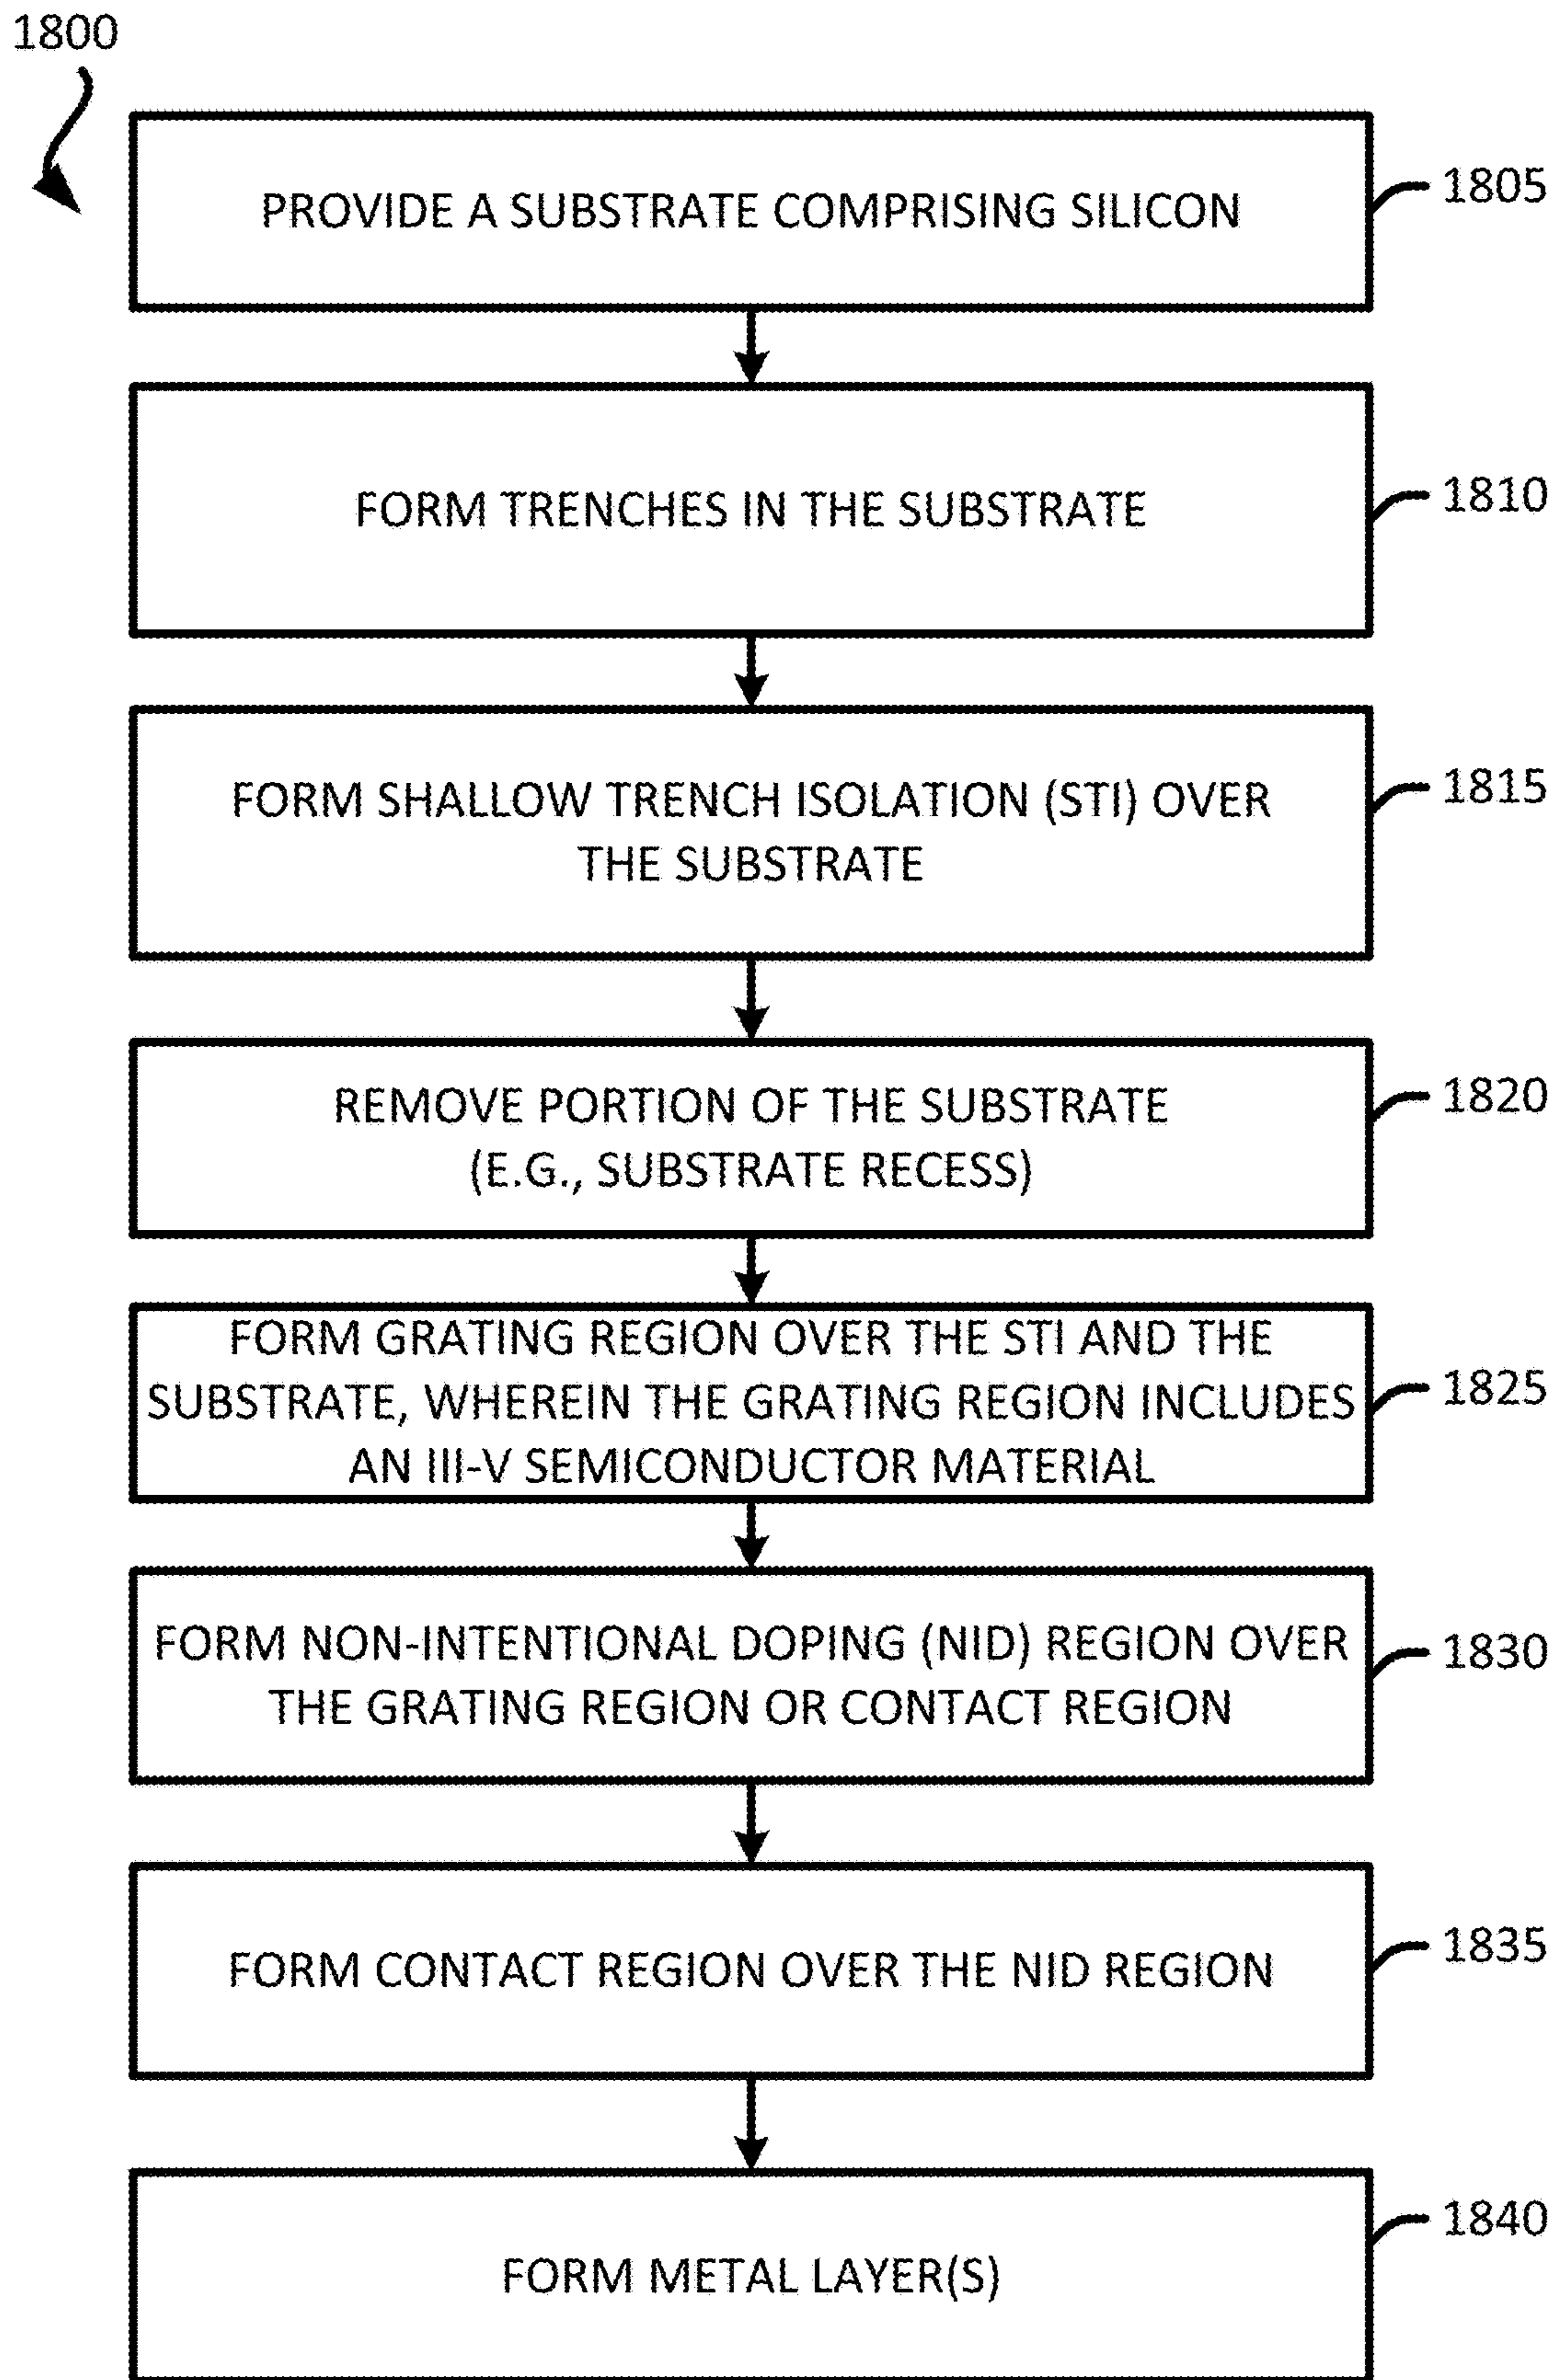 1800
PROVIDE A SUBSTRATE COMPRISING SILICON
1805
FORM TRENCHES IN THE SUBSTRATE
1810
FORM SHALLOW TRENCH ISOLATION (STI) OVER
THE SUBSTRATE
1815
REMOVE PORTION OF THE SUBSTRATE
(E.G., SUBSTRATE RECESS)
1820
FORM GRATING REGION OVER THE STI AND THE
SUBSTRATE, WHEREIN THE GRATING REGION INCLUDES
AN III-V SEMICONDUCTOR MATERIAL
1825
FORM NON-INTENTIONAL DOPING (NID) REGION OVER
THE GRATING REGION OR CONTACT REGION
1830
FORM CONTACT REGION OVER THE NID REGION
1835
FORM METAL LAYER(S)
1840